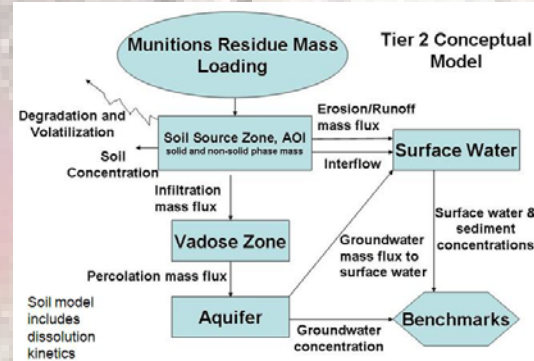 Munitions Residue Mass
Loading
Tier 2 Conceptual
Model
Degradation and
Volatilization
Erosion/Runoff
mass flux
Soil Source Zone, AOI
solid and non-solid phase mass
Surface Water
Soil
Concentration
Interflow
Infiltration
mass flux
Vadose Zone
Surface water &
sediment
concentrations
Groundwater
mass flux to
surface water
Percolation mass flux
Soil model
includes
dissolution
kinetics
Aquifer
Groundwater
concentration
Benchmarks